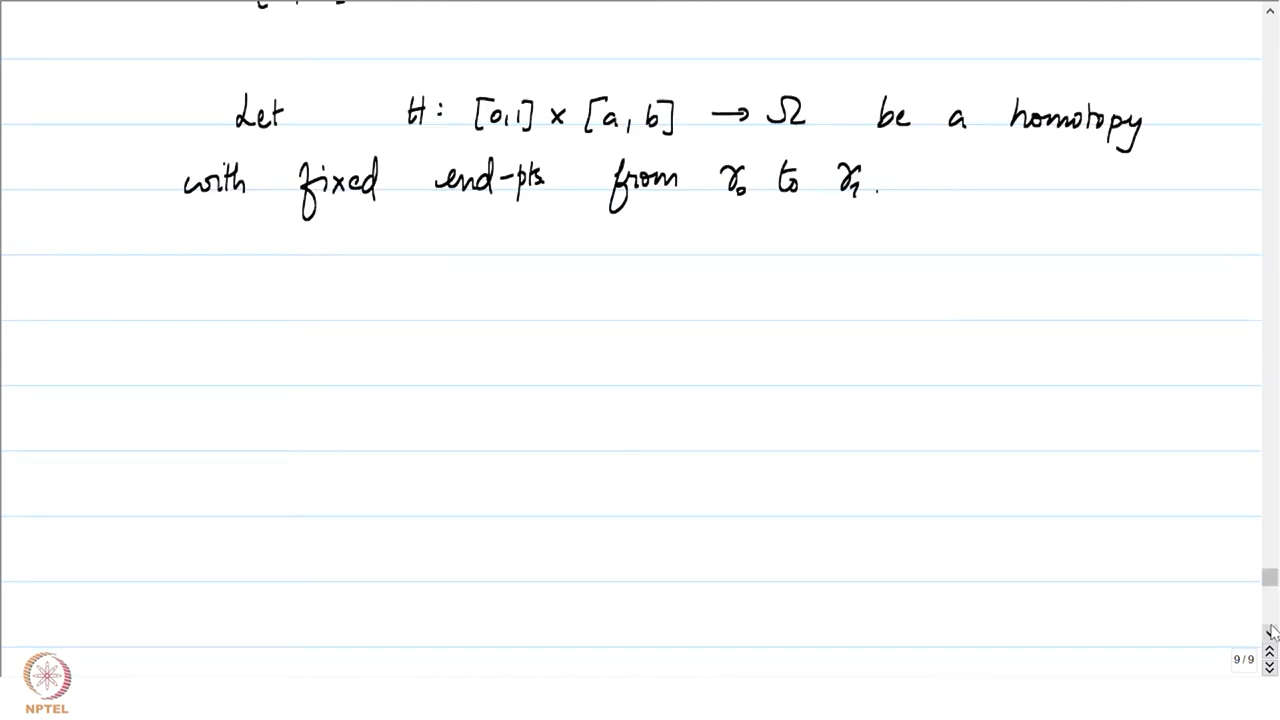 Let H: [0,1] × [a, b] → Ω be a homotopy
with fixed end-pts from γ₀ to γ₁.
9 / 9
NPTEL